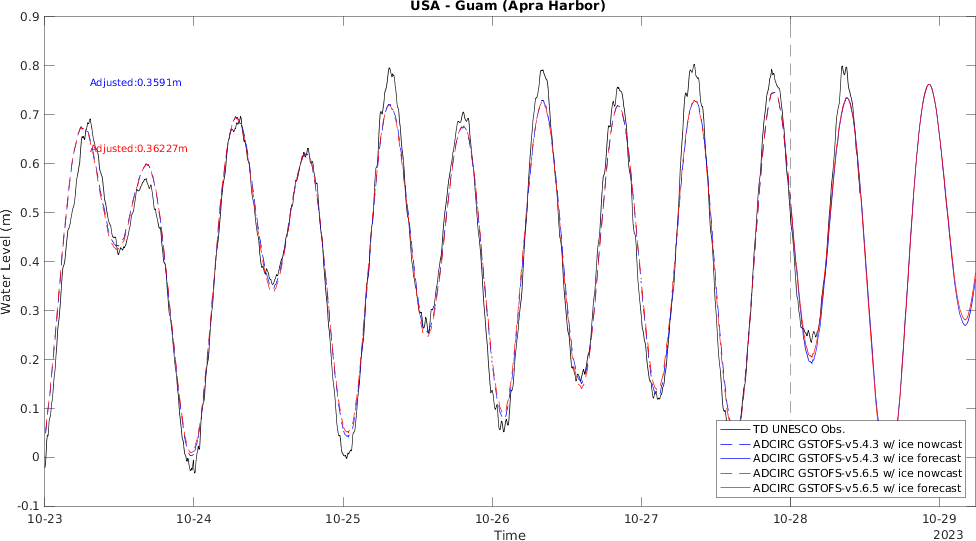 USA - Guam (Apra Harbor)
0.9
0.8
0.7
0.6
0.5
0.4
0.3
0.2
0.1
0
-0.1
Water Level (m)
Adjusted:0.3591m
Adjusted:0.36227m
TD UNESCO Obs.
ADCIRC GSTOFS-v5.4.3 w/ ice nowcast
ADCIRC GSTOFS-v5.4.3 w/ ice forecast
ADCIRC GSTOFS-v5.6.5 w/ ice nowcast
ADCIRC GSTOFS-v5.6.5 w/ ice forecast
10-23 10-24 10-25 10-26 10-27 10-28 10-29
Time
2023